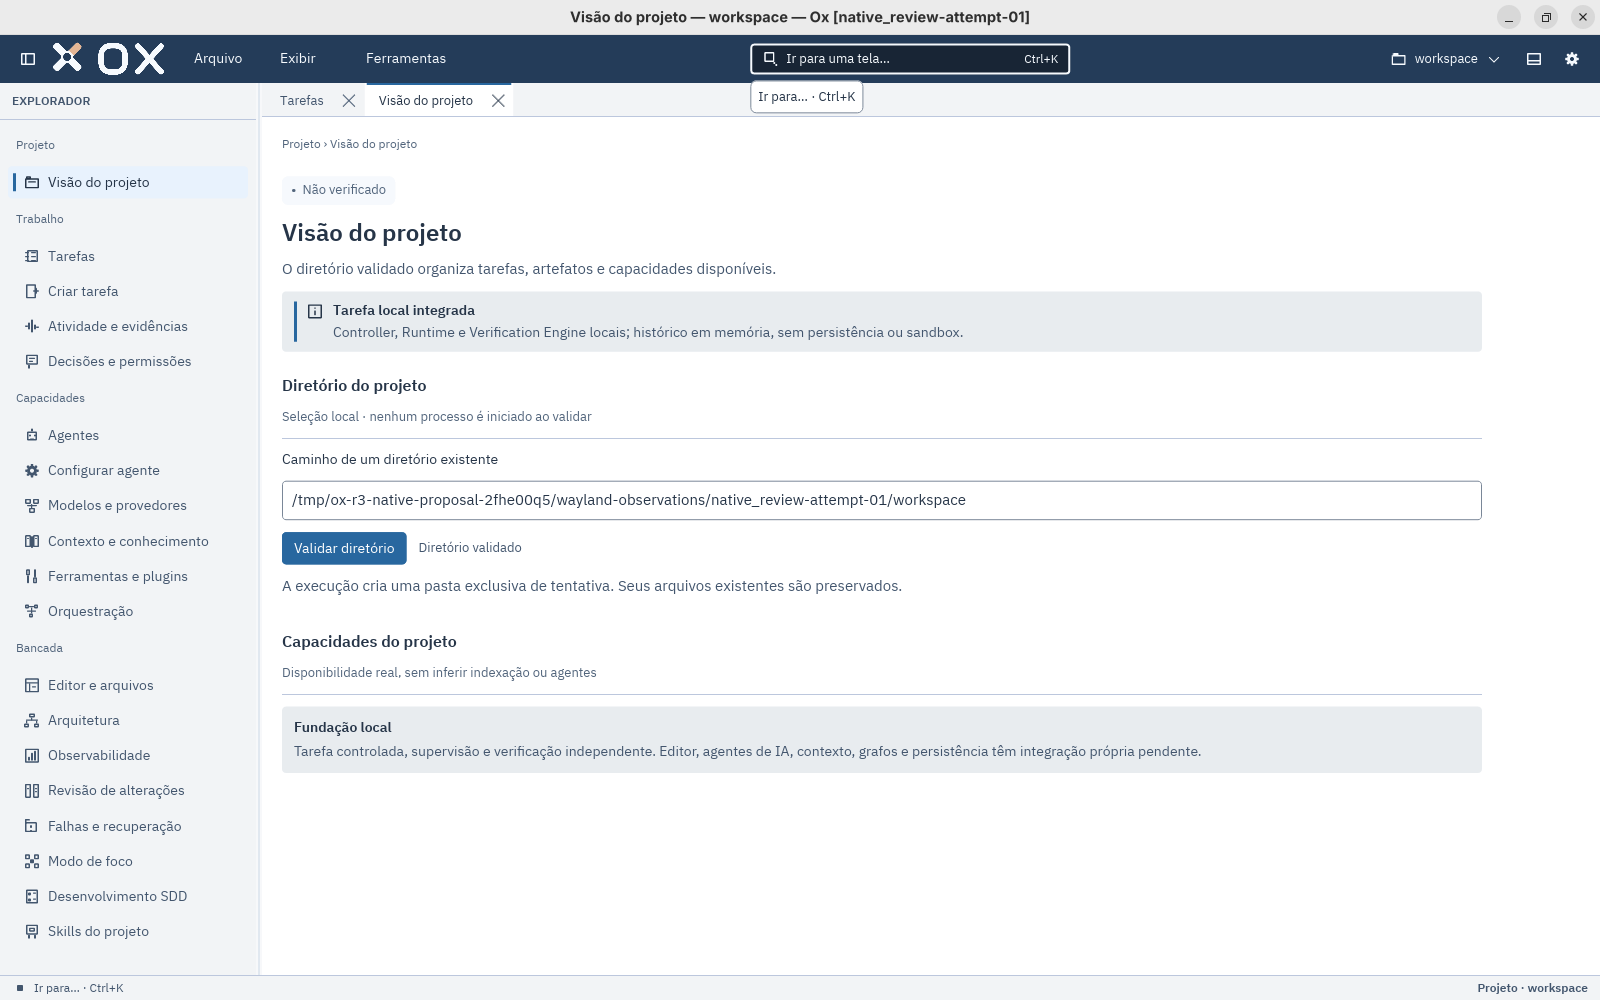 Visão do projeto — workspace — Ox [native_review-attempt-01]
OX
Arquivo
Exibir
Ferramentas
Ir para uma tela...
Ctrl+K
workspace
Ir para... · Ctrl+K
EXPLORADOR
Projeto
Visão do projeto
Trabalho
Tarefas
Criar tarefa
Atividade e evidências
Decisões e permissões
Capacidades
Agentes
Configurar agente
Modelos e provedores
Contexto e conhecimento
Ferramentas e plugins
Orquestração
Bancada
Editor e arquivos
Arquitetura
Observabilidade
Revisão de alterações
Falhas e recuperação
Modo de foco
Desenvolvimento SDD
Skills do projeto
Tarefas
Visão do projeto
Projeto › Visão do projeto
• Não verificado
Visão do projeto
O diretório validado organiza tarefas, artefatos e capacidades disponíveis.
Tarefa local integrada
Controller, Runtime e Verification Engine locais; histórico em memória, sem persistência ou sandbox.
Diretório do projeto
Seleção local · nenhum processo é iniciado ao validar
Caminho de um diretório existente
/tmp/ox-r3-native-proposal-2fhe00q5/wayland-observations/native_review-attempt-01/workspace
Validar diretório
Diretório validado
A execução cria uma pasta exclusiva de tentativa. Seus arquivos existentes são preservados.
Capacidades do projeto
Disponibilidade real, sem inferir indexação ou agentes
Fundação local
Tarefa controlada, supervisão e verificação independente. Editor, agentes de IA, contexto, grafos e persistência têm integração própria pendente.
Ir para... · Ctrl+K
Projeto · workspace